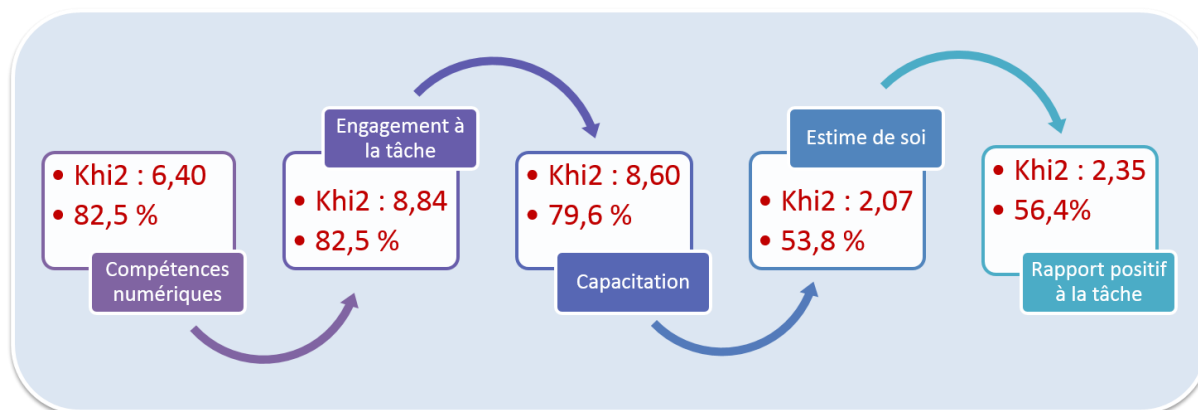 • Khi2 : 6,40
• 82,5 %
Compétences
numériques
Engagement à
la tâche
• Khi2 : 8,84
• 82,5 %
• Khi2 : 8,60
• 79,6 %
Capacitation
Estime de soi
• Khi2 : 2,07
• 53,8 %
• Khi2 : 2,35
• 56,4%
Rapport positif
à la tâche